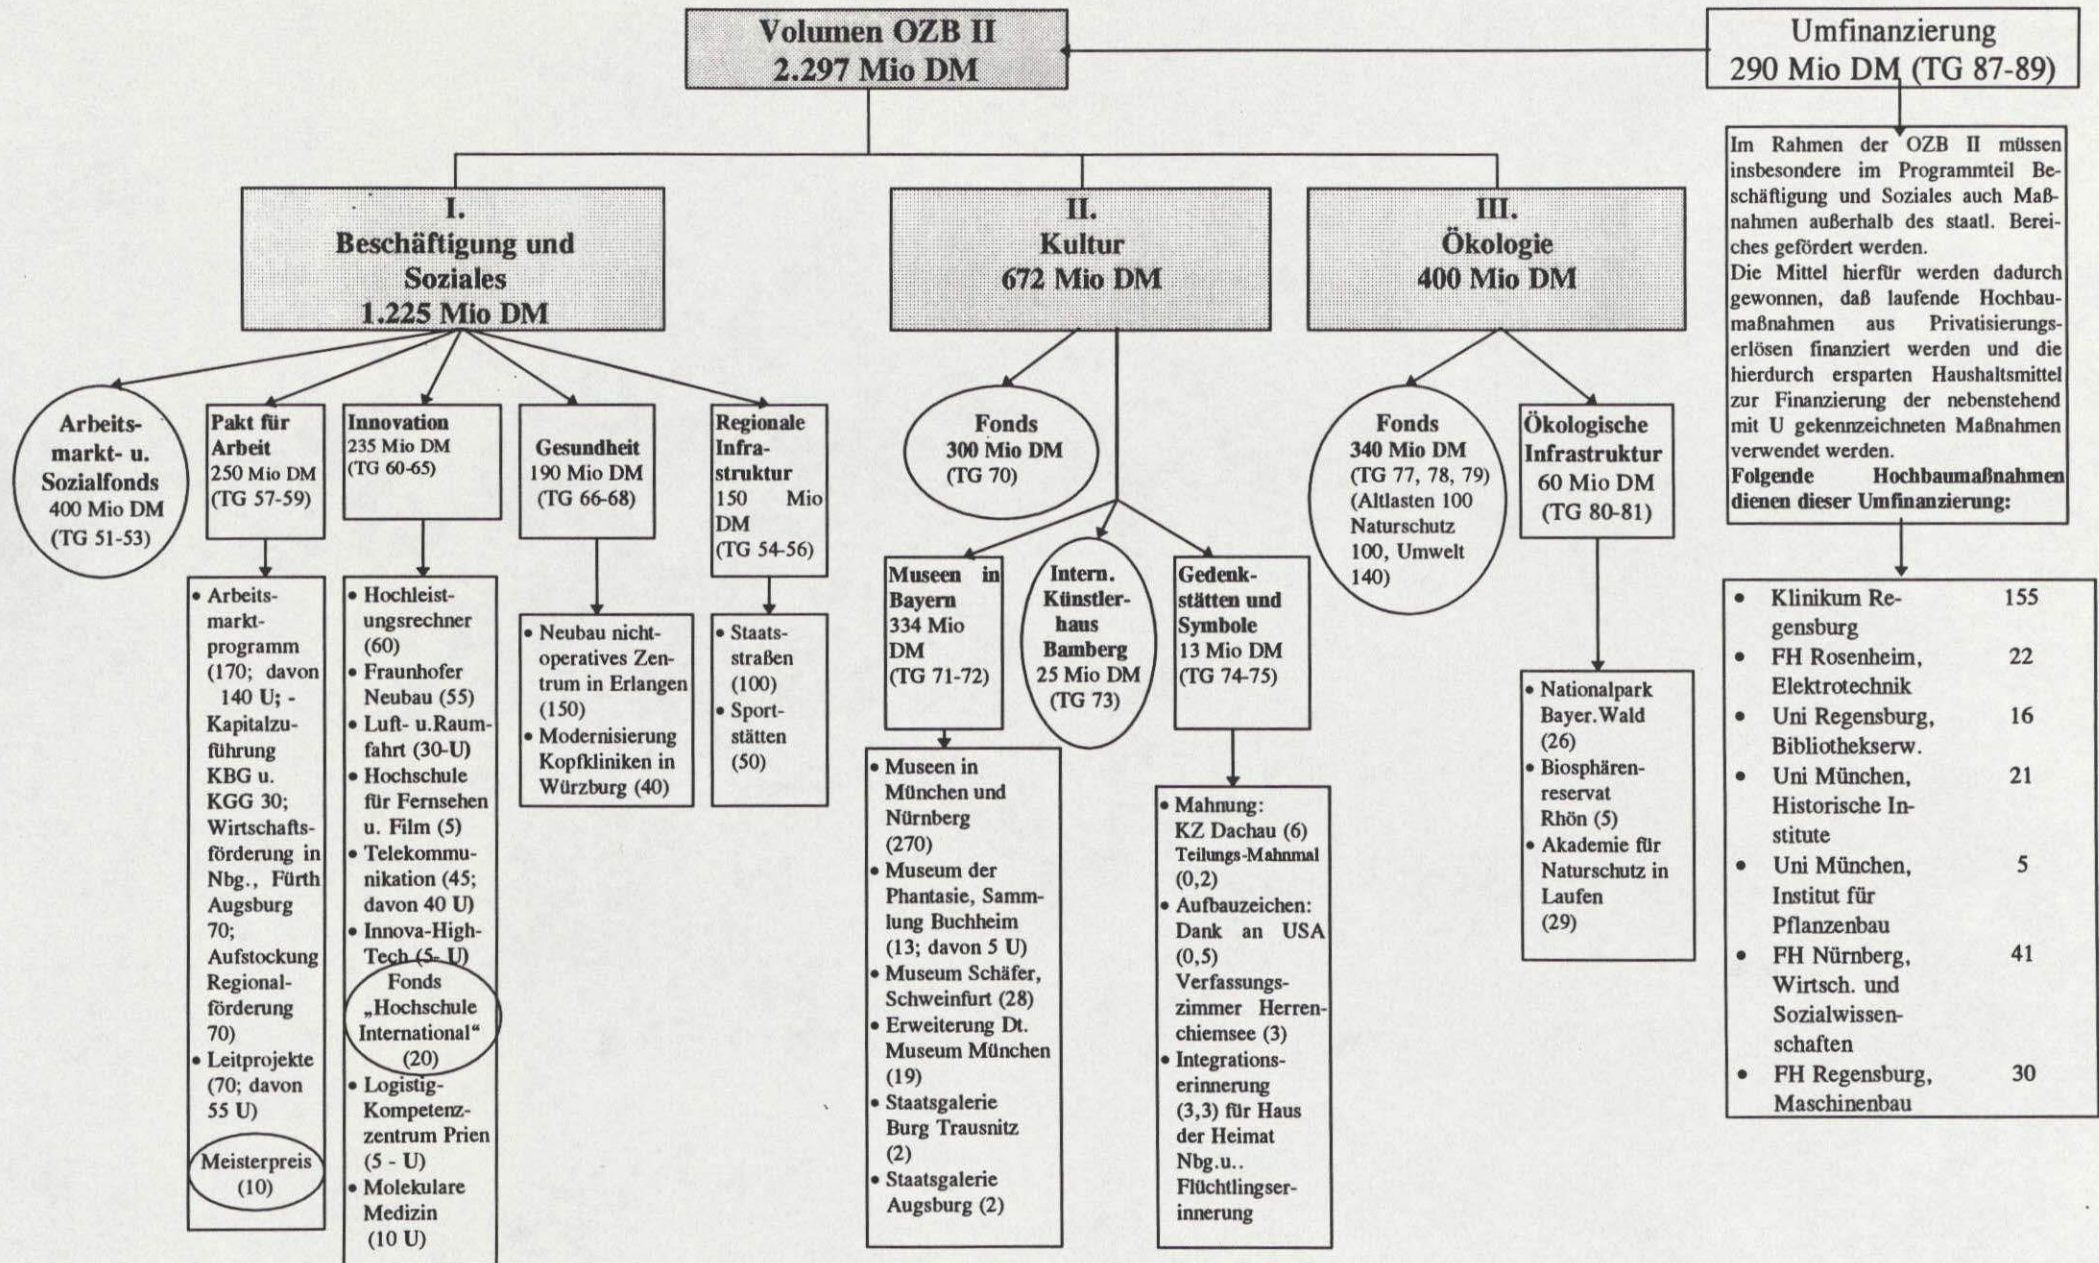 Volumen OZB II
2.297 Mio DM
Umfinanzierung
290 Mio DM (TG 87-89)
I.
Beschäftigung und
Soziales
1.225 Mio DM
II.
Kultur
672 Mio DM
III.
Ökologie
400 Mio DM
Im Rahmen der OZB II müssen
insbesondere im Programmteil Be-
schäftigung und Soziales auch Maß-
nahmen außerhalb des staatl. Berei-
ches gefördert werden.
Die Mittel hierfür werden dadurch
gewonnen, daß laufende Hochbau-
maßnahmen aus Privatisierungs-
erlösen finanziert werden und die
hierdurch ersparten Haushaltsmittel
zur Finanzierung der nebenstehend
mit U gekennzeichneten Maßnahmen
verwendet werden.
Folgende Hochbaumaßnahmen
dienen dieser Umfinanzierung:
Arbeits-
markt- u.
Sozialfonds
400 Mio DM
(TG 51-53)
Pakt für
Arbeit
250 Mio DM
(TG 57-59)
Innovation
235 Mio DM
(TG 60-65)
Gesundheit
190 Mio DM
(TG 66-68)
Regionale
Infra-
struktur
150 Mio
DM
(TG 54-56)
Fonds
300 Mio DM
(TG 70)
Fonds
340 Mio DM
(TG 77, 78, 79)
(Altlasten 100
Naturschutz
100, Umwelt
140)
Ökologische
Infrastruktur
60 Mio DM
(TG 80-81)
Museen in
Bayern
334 Mio
DM
(TG 71-72)
Intern.
Künstler-
haus
Bamberg
25 Mio DM
(TG 73)
Gedenk-
stätten und
Symbole
13 Mio DM
(TG 74-75)
• Arbeits-
markt-
programm
(170; davon
140 U; -
Kapitalzu-
führung
KBG u.
KGG 30;
Wirtschafts-
förderung in
Nbg., Fürth
Augsburg
70;
Aufstockung
Regional-
förderung
70)
• Leitprojekte
(70; davon
55 U)
Meisterpreis
(10)
• Hochleist-
ungsrechner
(60)
• Fraunhofer
Neubau (55)
• Luft- u.Raum-
fahrt (30-U)
• Hochschule
für Fernsehen
u. Film (5)
• Telekommu-
nikation (45;
davon 40 U)
• Innova-High-
Tech (5- U)
Fonds
„Hochschule
International“
(20)
• Logistig-
Kompetenz-
zentrum Prien
(5 - U)
• Molekulare
Medizin
(10 U)
• Neubau nicht-
operatives Zen-
trum in Erlangen
(150)
• Modernisierung
Kopfkliniken in
Würzburg (40)
• Staats-
straßen
(100)
• Sport-
stätten
(50)
• Museen in
München und
Nürnberg
(270)
• Museum der
Phantasie, Samm-
lung Buchheim
(13; davon 5 U)
• Museum Schäfer,
Schweinfurt (28)
• Erweiterung Dt.
Museum München
(19)
• Staatsgalerie
Burg Trausnitz
(2)
• Staatsgalerie
Augsburg (2)
• Mahnung:
KZ Dachau (6)
Teilungs-Mahnmal
(0,2)
• Aufbauzeichen:
Dank an USA
(0,5)
Verfassungs-
zimmer Herren-
chiemsee (3)
• Integrations-
erinnerung
(3,3) für Haus
der Heimat
Nbg.u..
Flüchtlingser-
innerung
• Nationalpark
Bayer.Wald
(26)
• Biosphären-
reservat
Rhön (5)
• Akademie für
Naturschutz in
Laufen
(29)
• Klinikum Re- 155
gensburg
• FH Rosenheim, 22
Elektrotechnik
• Uni Regensburg, 16
Bibliothekserw.
• Uni München, 21
Historische In-
stitute
• Uni München, 5
Institut für
Pflanzenbau
• FH Nürnberg, 41
Wirtsch. und
Sozialwissen-
schaften
• FH Regensburg, 30
Maschinenbau